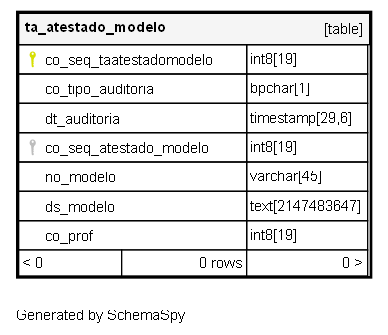 ta_atestado_modelo [table]
co_seq_taatestadomodelo int8[19]
co_tipo_auditoria bpchar[1]
dt_auditoria timestamp[29,6]
co_seq_atestado_modelo int8[19]
no_modelo varchar[45]
ds_modelo text[2147483647]
co_prof int8[19]
< 0 0 rows 0 >
Generated by SchemaSpy